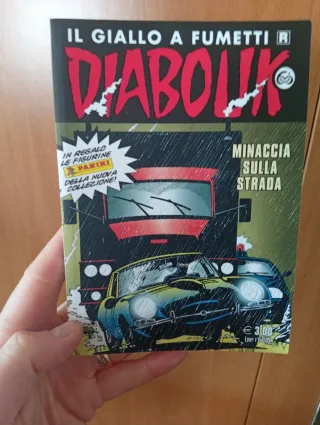 IL GIALLO A FUMETTI R
DIABOLIK
MINACCIA
SULLA
STRADA
IN REGALO
LE FIGURINE
PANINI
DELLA NUOVA
COLLEZIONE!
€ 3,00